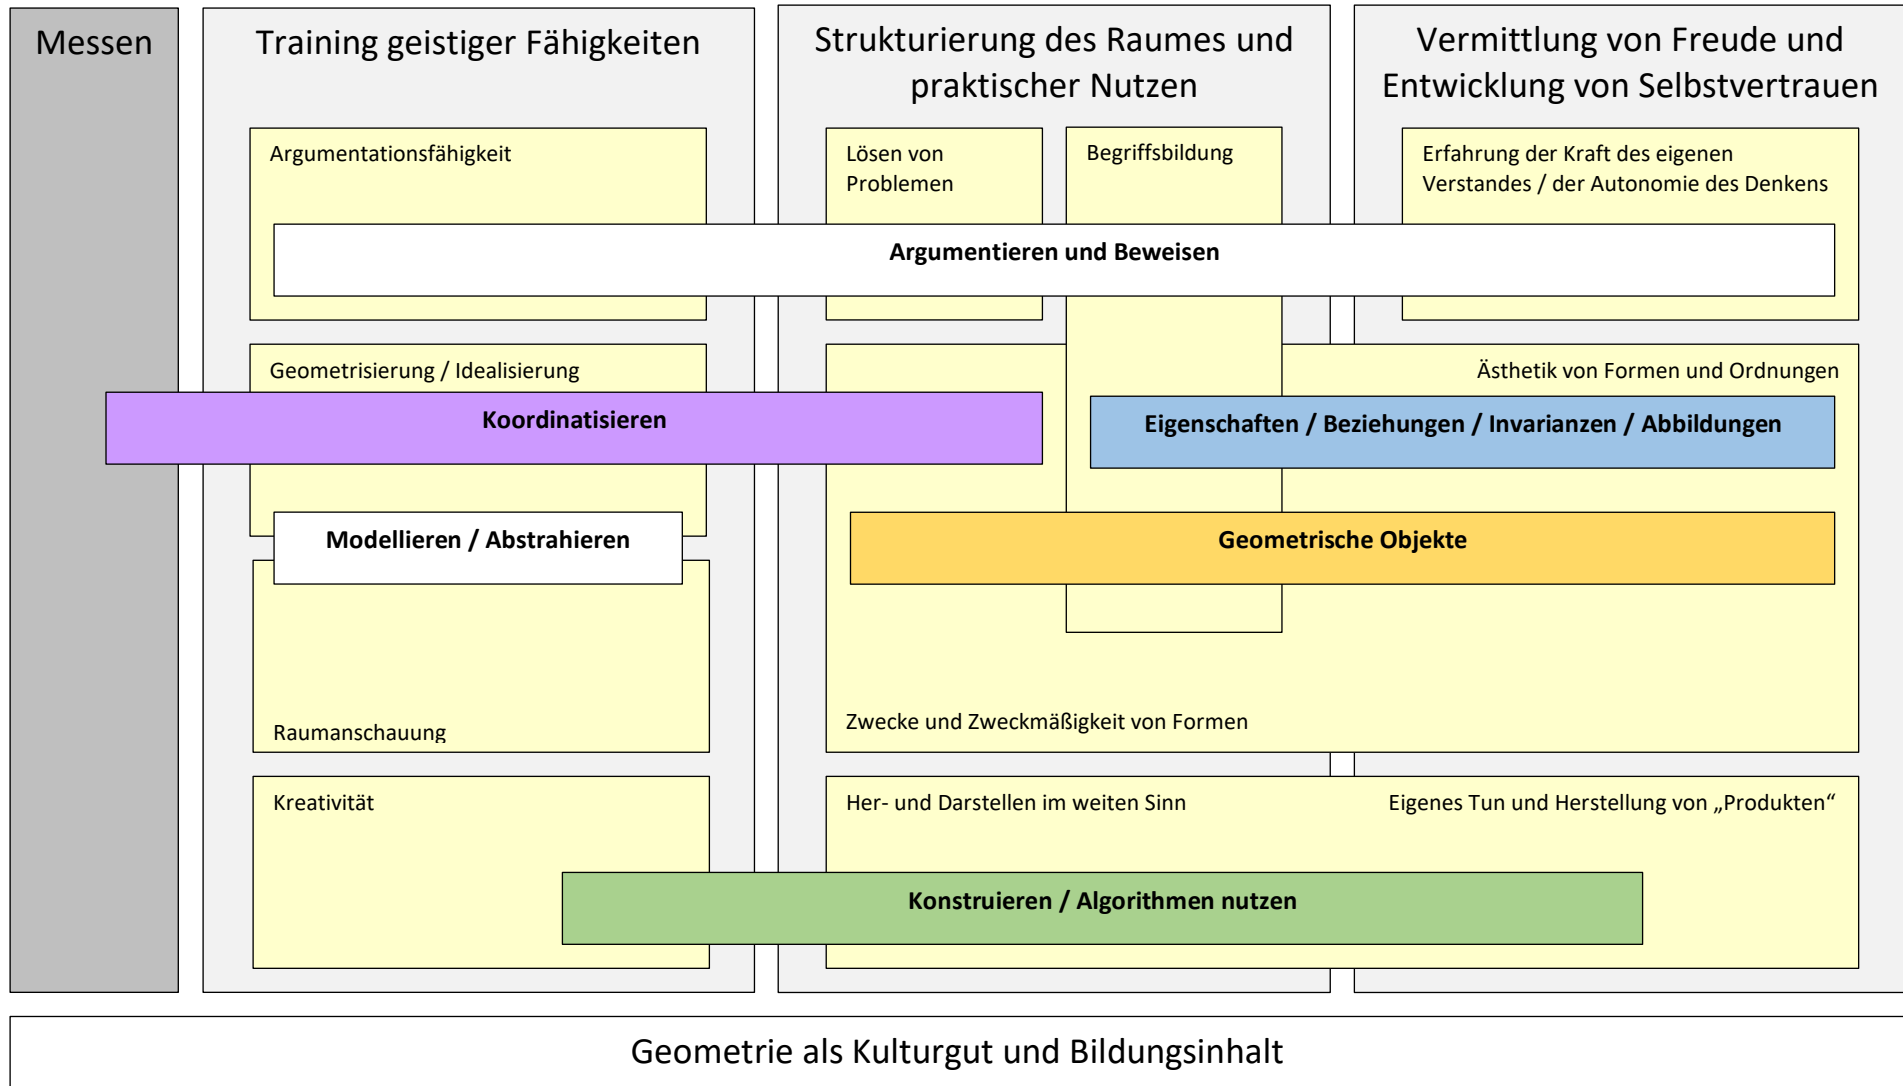 Messen
Training geistiger Fähigkeiten
Strukturierung des Raumes und
praktischer Nutzen
Vermittlung von Freude und
Entwicklung von Selbstvertrauen
Argumentationsfähigkeit
Lösen von
Problemen
Begriffsbildung
Erfahrung der Kraft des eigenen
Verstandes / der Autonomie des Denkens
Argumentieren und Beweisen
Geometrisierung / Idealisierung
Ästhetik von Formen und Ordnungen
Koordinatisieren
Eigenschaften / Beziehungen / Invarianzen / Abbildungen
Modellieren / Abstrahieren
Geometrische Objekte
Raumanschauung
Zwecke und Zweckmäßigkeit von Formen
Kreativität
Her- und Darstellen im weiten Sinn
Eigenes Tun und Herstellung von „Produkten“
Konstruieren / Algorithmen nutzen
Geometrie als Kulturgut und Bildungsinhalt